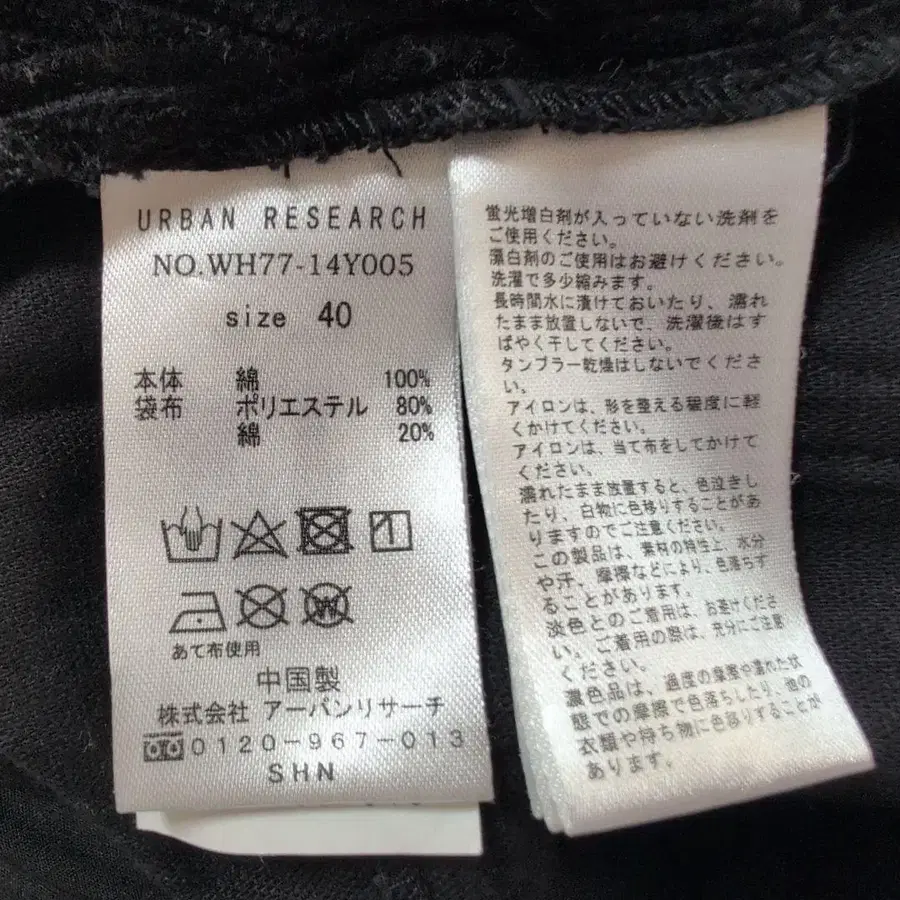 URBAN RESEARCH
NO.WH77-14Y005
size 40
本体 綿 100%
袋布 ポリエステル 80%
綿 20%
あて布使用
中国製
株式会社 アーバンリサーチ
0120-967-013
SHN
蛍光増白剤が入っていない洗剤を
ご使用ください。
漂白剤のご使用はお避けください。
洗濯で多少縮みます。
長時間水に漬けておいたり、濡れ
たまま放置しないで、洗濯後はす
ばやく干してください。
タンブラー乾燥はしないでくださ
い。
アイロンは、形を整える程度に軽
くかけてください。
アイロンは、当て布をしてかけて
ください。
濡れたまま放置すると、色泣きし
たり、白物に色移りすることがあ
りますのでご注意ください。
この製品は、素材の特性上、水分
や汗、摩擦などにより、色落ちす
ることがあります。
淡色とのご着用は、お避けくださ
い。ご着用の際は、充分にご注意
ください。
濃色品は、過度の摩擦や濡れた状
態での摩擦で色落ちしたり、他の
衣類や持ち物に色移りすることが
あります。